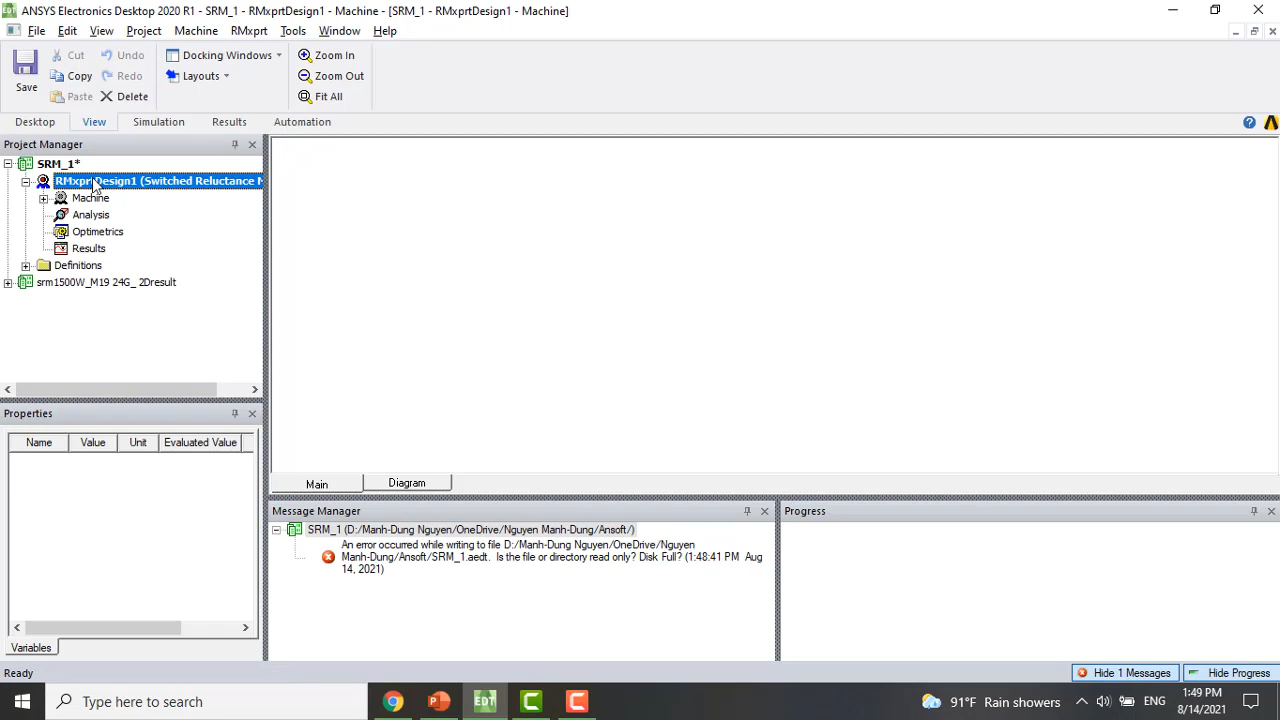 ANSYS Electronics Desktop 2020 R1 - SRM_1 - RMxprtDesign1 - Machine - [SRM_1 - RMxprtDesign1 - Machine]
File Edit View Project Machine RMxprt Tools Window Help
Save
Cut
Undo
Copy
Redo
Paste
Delete
Docking Windows
Layouts
Zoom In
Zoom Out
Fit All
Desktop View Simulation Results Automation
Project Manager
SRM_1*
RMxprtDesign1 (Switched Reluctance M
Machine
Analysis
Optimetrics
Results
Definitions
srm1500W_M19 24G_ 2Dresult
Properties
Name Value Unit Evaluated Value
Variables
Main Diagram
Message Manager
SRM_1 (D:/Manh-Dung Nguyen/OneDrive/Nguyen Manh-Dung/Ansoft/)
An error occurred while writing to file D:/Manh-Dung Nguyen/OneDrive/Nguyen
Manh-Dung/Ansoft/SRM_1.aedt. Is the file or directory read only? Disk Full? (1:48:41 PM Aug
14, 2021)
Progress
Ready
Hide 1 Messages
Hide Progress
Type here to search
EDT
91°F Rain showers
ENG
1:49 PM
8/14/2021